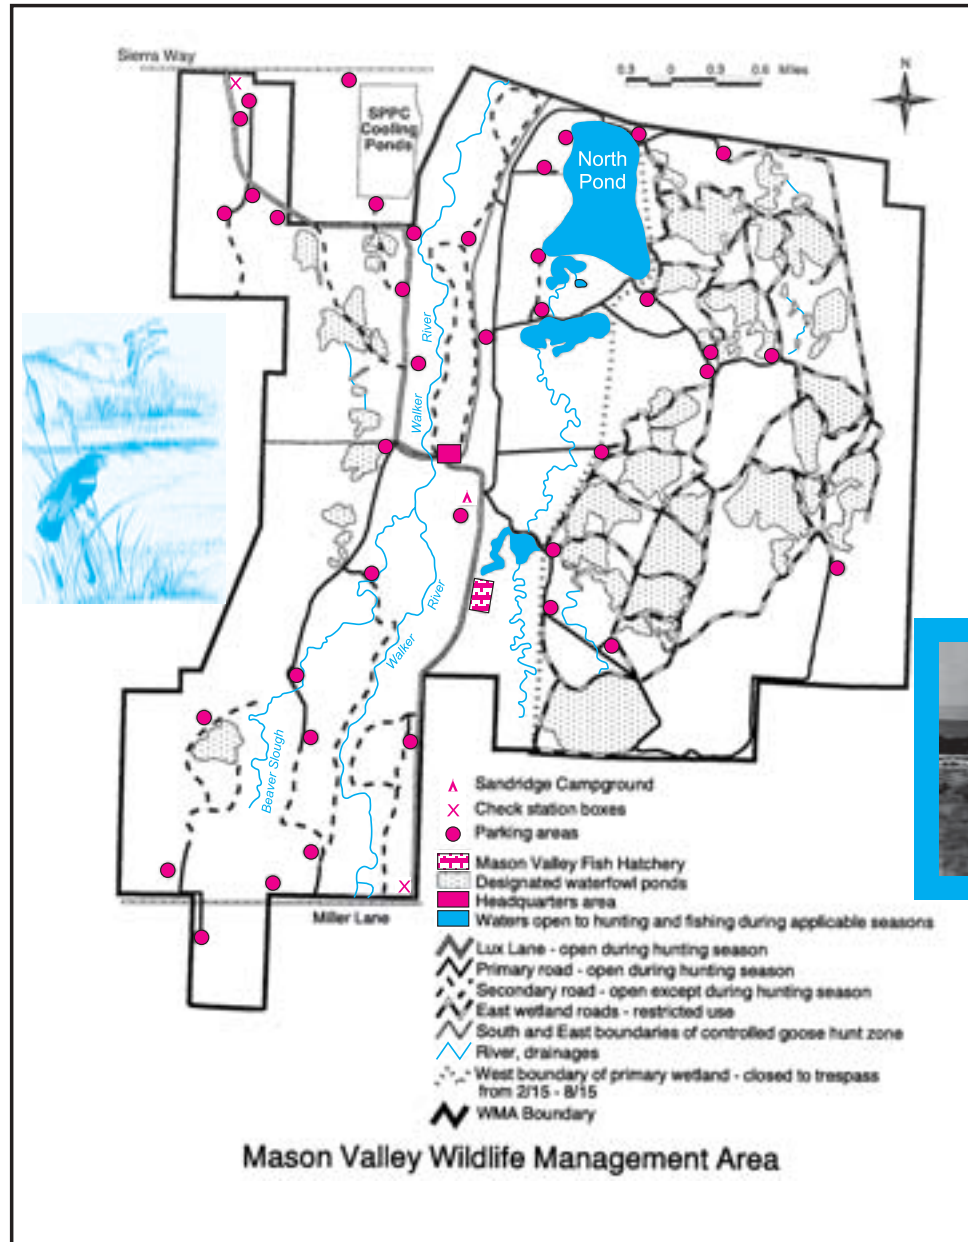 Sierra Way
SPPC
Cooling
Ponds
0.3 0 0.3 0.6 Miles
N
North
Pond
River
Walker
River
Walker
Beaver Slough
Miller Lane
Sandridge Campground
Check station boxes
Parking areas
Mason Valley Fish Hatchery
Designated waterfowl ponds
Headquarters area
Waters open to hunting and fishing during applicable seasons
Lux Lane - open during hunting season
Primary road - open during hunting season
Secondary road - open except during hunting season
East wetland roads - restricted use
South and East boundaries of controlled goose hunt zone
River, drainages
West boundary of primary wetland - closed to trespass
from 2/15 - 8/15
WMA Boundary
Mason Valley Wildlife Management Area